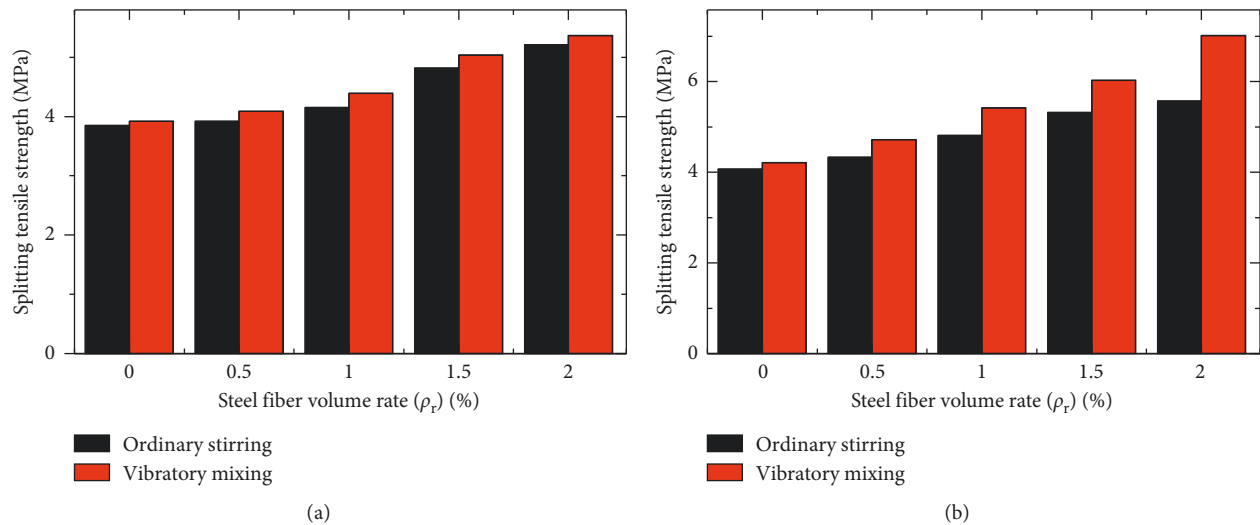 Splitting tensile strength (MPa)
4
2
0
0 0.5 1 1.5 2
Steel fiber volume rate (ρr) (%)
Ordinary stirring
Vibratory mixing
(a)
Splitting tensile strength (MPa)
6
4
2
0
0 0.5 1 1.5 2
Steel fiber volume rate (ρr) (%)
Ordinary stirring
Vibratory mixing
(b)